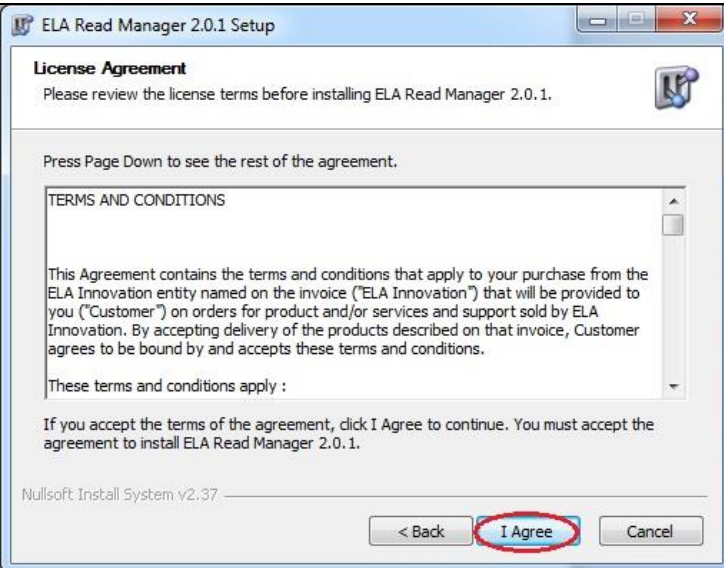 ELA Read Manager 2.0.1 Setup
License Agreement
Please review the license terms before installing ELA Read Manager 2.0.1.
Press Page Down to see the rest of the agreement.
TERMS AND CONDITIONS
This Agreement contains the terms and conditions that apply to your purchase from the
ELA Innovation entity named on the invoice ("ELA Innovation") that will be provided to
you ("Customer") on orders for product and/or services and support sold by ELA
Innovation. By accepting delivery of the products described on that invoice, Customer
agrees to be bound by and accepts these terms and conditions.
These terms and conditions apply :
If you accept the terms of the agreement, click I Agree to continue. You must accept the
agreement to install ELA Read Manager 2.0.1.
Nullsoft Install System v2.37
< Back
I Agree
Cancel